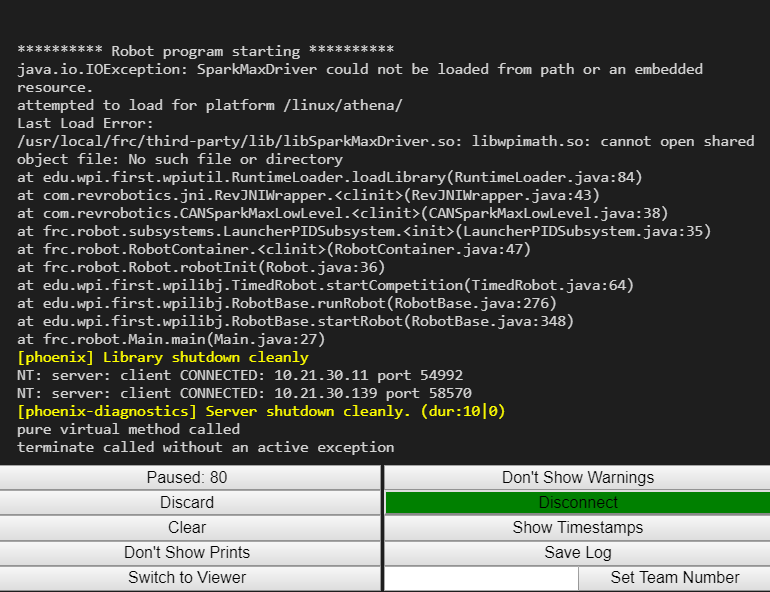 ********** Robot program starting **********
java.io.IOException: SparkMaxDriver could not be loaded from path or an embedded
resource.
attempted to load for platform /linux/athena/
Last Load Error:
/usr/local/frc/third-party/lib/libSparkMaxDriver.so: libwpimath.so: cannot open shared
object file: No such file or directory
at edu.wpi.first.wpiutil.RuntimeLoader.loadLibrary(RuntimeLoader.java:84)
at com.revrobotics.jni.RevJNIWrapper.<clinit>(RevJNIWrapper.java:43)
at com.revrobotics.CANSparkMaxLowLevel.<clinit>(CANSparkMaxLowLevel.java:38)
at frc.robot.subsystems.LauncherPIDSubsystem.<init>(LauncherPIDSubsystem.java:35)
at frc.robot.RobotContainer.<clinit>(RobotContainer.java:47)
at frc.robot.Robot.robotInit(Robot.java:36)
at edu.wpi.first.wpilibj.TimedRobot.startCompetition(TimedRobot.java:64)
at edu.wpi.first.wpilibj.RobotBase.runRobot(RobotBase.java:276)
at edu.wpi.first.wpilibj.RobotBase.startRobot(RobotBase.java:348)
at frc.robot.Main.main(Main.java:27)
[phoenix] Library shutdown cleanly
NT: server: client CONNECTED: 10.21.30.11 port 54992
NT: server: client CONNECTED: 10.21.30.139 port 58570
[phoenix-diagnostics] Server shutdown cleanly. (dur:10|0)
pure virtual method called
terminate called without an active exception
Paused: 80
Don't Show Warnings
Discard
Disconnect
Clear
Show Timestamps
Don't Show Prints
Save Log
Switch to Viewer
Set Team Number